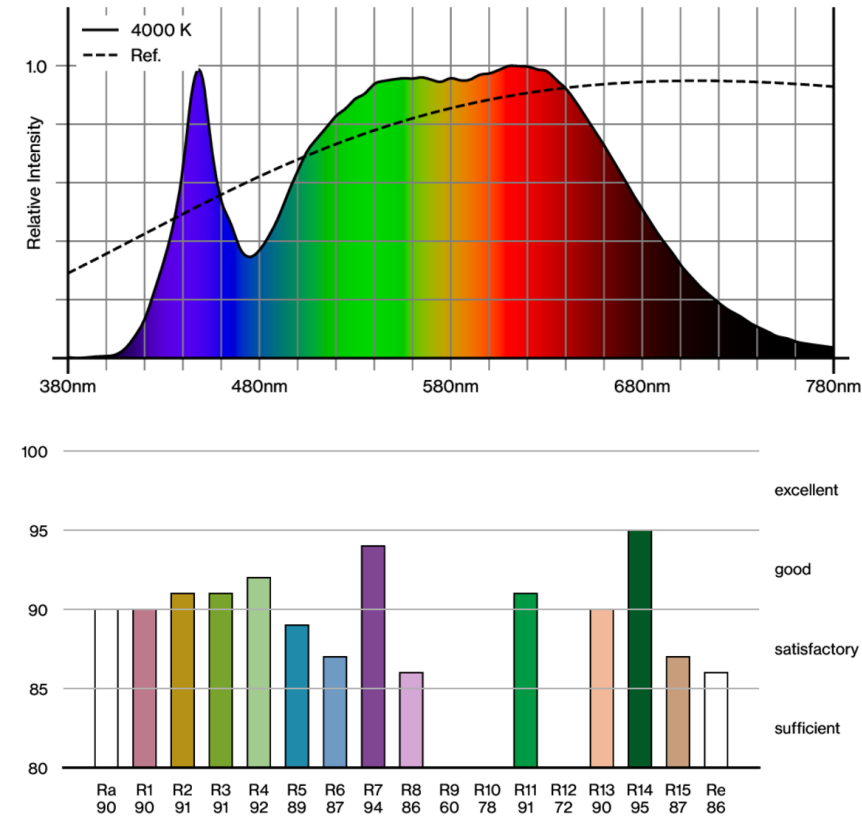 4000 K
Ref.
1.0
Relative Intensity
380nm 480nm 580nm 680nm 780nm
100
excellent
95
good
90
satisfactory
85
sufficient
80
Ra R1 R2 R3 R4 R5 R6 R7 R8 R9 R10 R11 R12 R13 R14 R15 Re
90 90 91 91 92 89 87 94 86 60 78 91 72 90 95 87 86